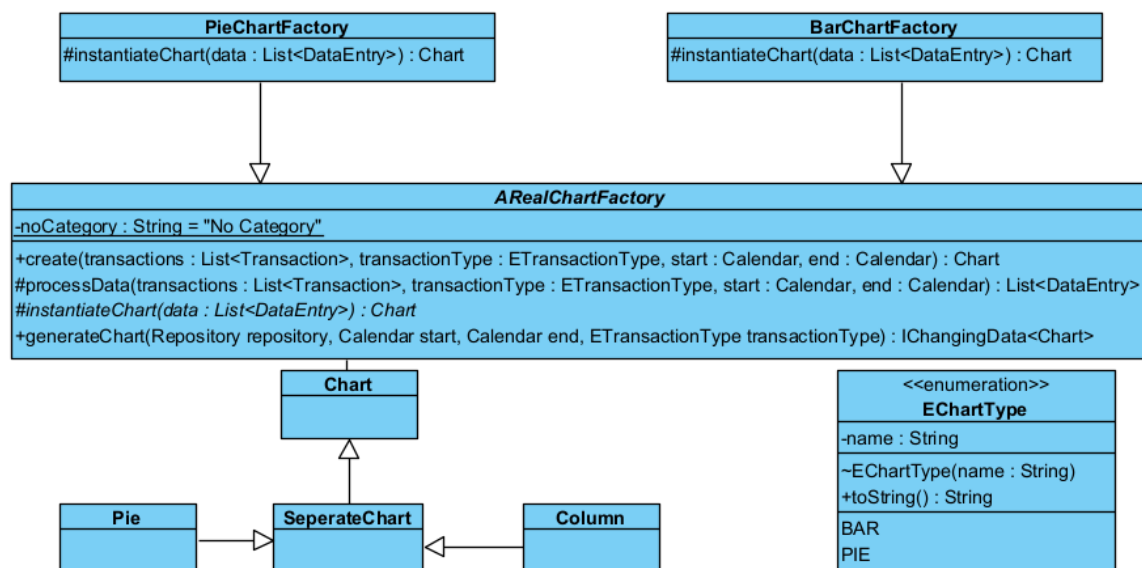 PieChartFactory
#instantiateChart(data : List<DataEntry>) : Chart
BarChartFactory
#instantiateChart(data : List<DataEntry>) : Chart
ARealChartFactory
-noCategory : String = "No Category"
+create(transactions : List<Transaction>, transactionType : ETransactionType, start : Calendar, end : Calendar) : Chart
#processData(transactions : List<Transaction>, transactionType : ETransactionType, start : Calendar, end : Calendar) : List<DataEntry>
#instantiateChart(data : List<DataEntry>) : Chart
+generateChart(Repository repository, Calendar start, Calendar end, ETransactionType transactionType) : IChangingData<Chart>
Chart
<<enumeration>>
EChartType
-name : String
~EChartType(name : String)
+toString() : String
BAR
PIE
Pie
SeperateChart
Column